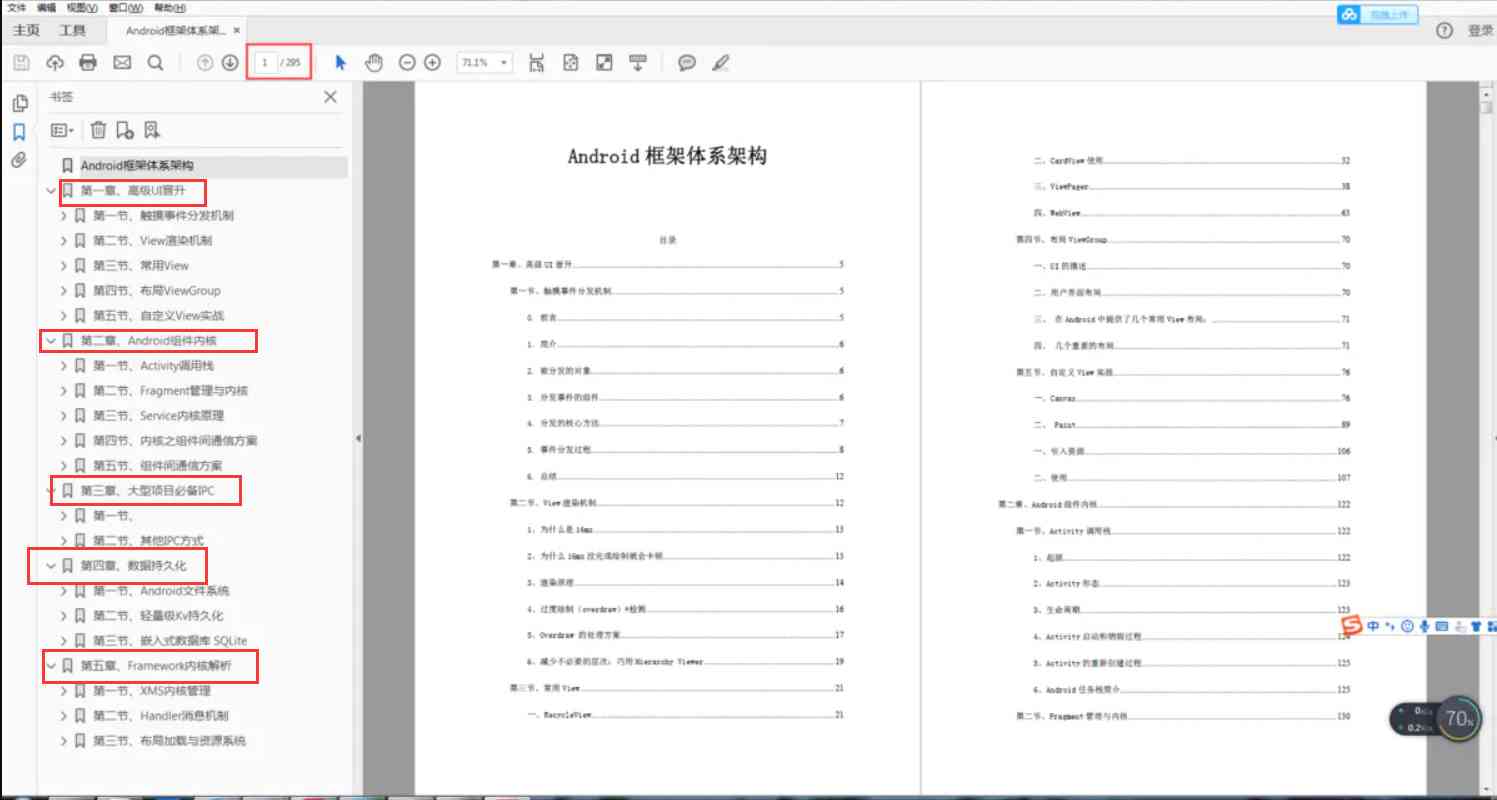 文件 编辑 视图(V) 窗口(W) 帮助(H)
主页 工具 Android框架体系架... ×
拖拽上传
登录
1 / 295
71.1%
书签
Android框架体系架构
第一章、高级UI晋升
第一节、触摸事件分发机制
第二节、View渲染机制
第三节、常用View
第四节、布局ViewGroup
第五节、自定义View实战
第二章、Android组件内核
第一节、Activity调用栈
第二节、Fragment管理与内核
第三节、Service内核原理
第四节、内核之组件间通信方案
第五节、组件间通信方案
第三章、大型项目必备IPC
第一节、
第二节、其他IPC方式
第四章、数据持久化
第一节、Android文件系统
第二节、轻量级Kv持久化
第三节、嵌入式数据库 SQLite
第五章、Framework内核解析
第一节、XMS内核管理
第二节、Handler消息机制
第三节、布局加载与资源系统
Android 框架体系架构
目录
第一章、高级 UI 晋升 5
第一节、触摸事件分发机制 5
0. 前言 5
1. 简介 6
2. 被分发的对象 6
3. 分发事件的组件 6
4. 分发的核心方法 7
5. 事件分发过程 8
6. 总结 12
第二节、View 渲染机制 12
1、为什么是 16ms 13
2、为什么 16ms 没完成绘制就会卡顿 13
3、渲染原理 14
4、过度绘制（overdraw）+检测 16
5、Overdraw 的处理方案 17
6、减少不必要的层次：巧用 Hierarchy Viewer 19
第三节、常用 View 21
一、RecycleView 21
二、CardView 使用 32
三、ViewPager 38
四、WebView 63
第四节、布局 ViewGroup 70
一、UI 的描述 70
二、用户界面布局 70
三、 在 Android 中提供了几个常用 View 布局： 71
四、 几个重要的布局 71
第五节、自定义 View 实战 76
一、Canvas 76
二、 Paint 89
一、引入资源 106
二、使用 107
第二章、Android 组件内核 122
第一节、Activity 调用栈 122
1、起源 122
2、Activity 形态 123
3、生命周期 123
4、Activity 启动和销毁过程 124
5、Activity 的重新创建过程 125
6、Android 任务栈简介 125
第二节、Fragment 管理与内核 130
中
70%